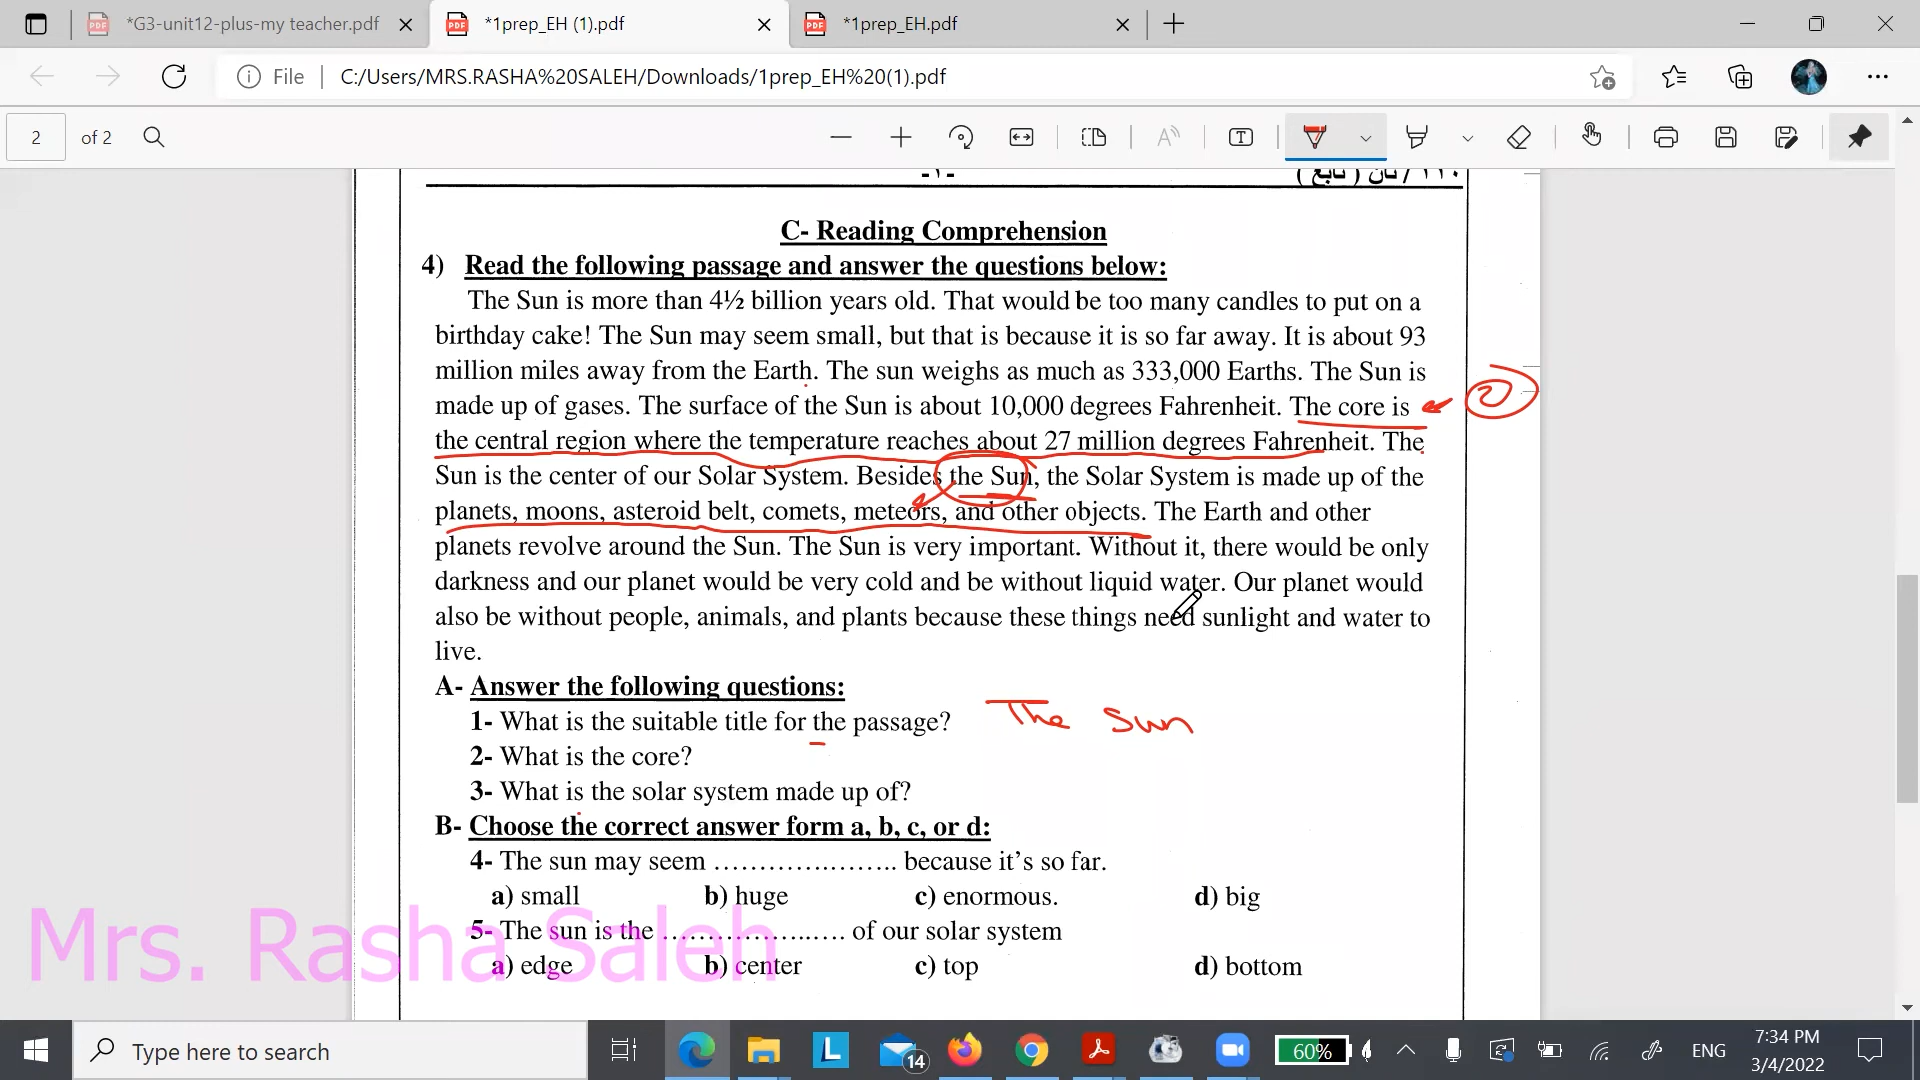 *G3-unit12-plus-my teacher.pdf
*1prep_EH (1).pdf
*1prep_EH.pdf
File
C:/Users/MRS.RASHA%20SALEH/Downloads/1prep_EH%20(1).pdf
2 of 2
-١-
١١٠ / ثان ( تابع )
C- Reading Comprehension
4) Read the following passage and answer the questions below:
The Sun is more than 4½ billion years old. That would be too many candles to put on a
birthday cake! The Sun may seem small, but that is because it is so far away. It is about 93
million miles away from the Earth. The sun weighs as much as 333,000 Earths. The Sun is
made up of gases. The surface of the Sun is about 10,000 degrees Fahrenheit. The core is
2
the central region where the temperature reaches about 27 million degrees Fahrenheit. The
Sun is the center of our Solar System. Besides the Sun, the Solar System is made up of the
planets, moons, asteroid belt, comets, meteors, and other objects. The Earth and other
planets revolve around the Sun. The Sun is very important. Without it, there would be only
darkness and our planet would be very cold and be without liquid water. Our planet would
also be without people, animals, and plants because these things need sunlight and water to
live.
A- Answer the following questions:
1- What is the suitable title for the passage? The Sun
2- What is the core?
3- What is the solar system made up of?
B- Choose the correct answer form a, b, c, or d:
4- The sun may seem ………………….. because it's so far.
a) small b) huge c) enormous. d) big
5- The sun is the ……………..…. of our solar system
a) edge b) center c) top d) bottom
Mrs. Rasha Saleh
Type here to search
14
60%
ENG
7:34 PM
3/4/2022